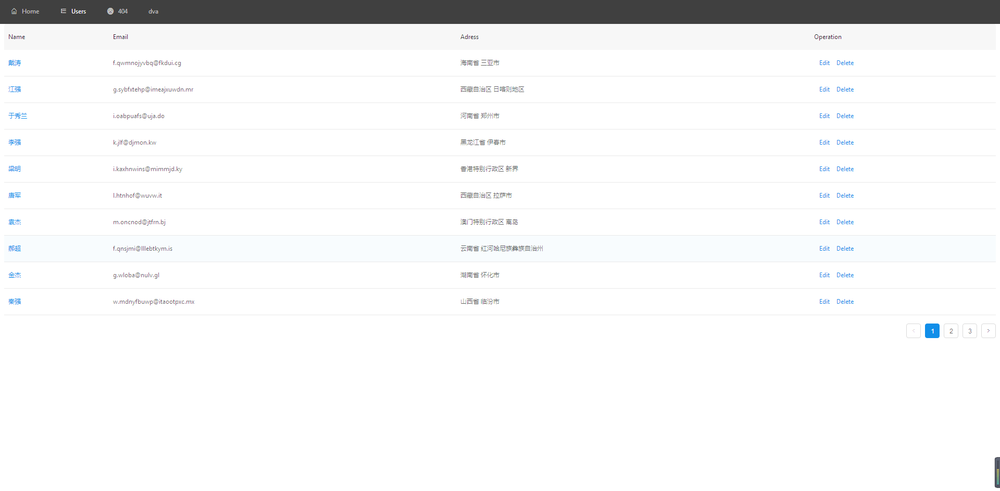 Home Users 404 dva
Name Email Adress Operation
戴涛 f.qwmnojyvbq@fkdui.cg 海南省 三亚市 Edit Delete
江强 g.sybfxtehp@imeajxuwdn.mr 西藏自治区 日喀则地区 Edit Delete
于秀兰 i.oabpuafs@uja.do 河南省 郑州市 Edit Delete
李强 k.jlf@djmon.kw 黑龙江省 伊春市 Edit Delete
梁明 i.kaxhnwins@mimmjd.ky 香港特别行政区 新界 Edit Delete
唐军 l.htnhof@wuvw.it 西藏自治区 拉萨市 Edit Delete
袁杰 m.oncnod@jtfrn.bj 澳门特别行政区 离岛 Edit Delete
郝超 f.qnsjmi@lllebtkym.is 云南省 红河哈尼族彝族自治州 Edit Delete
金杰 g.wloba@nulv.gl 湖南省 怀化市 Edit Delete
秦强 w.mdnyfbuwp@itaootpxc.mx 山西省 临汾市 Edit Delete
< 1 2 3 >